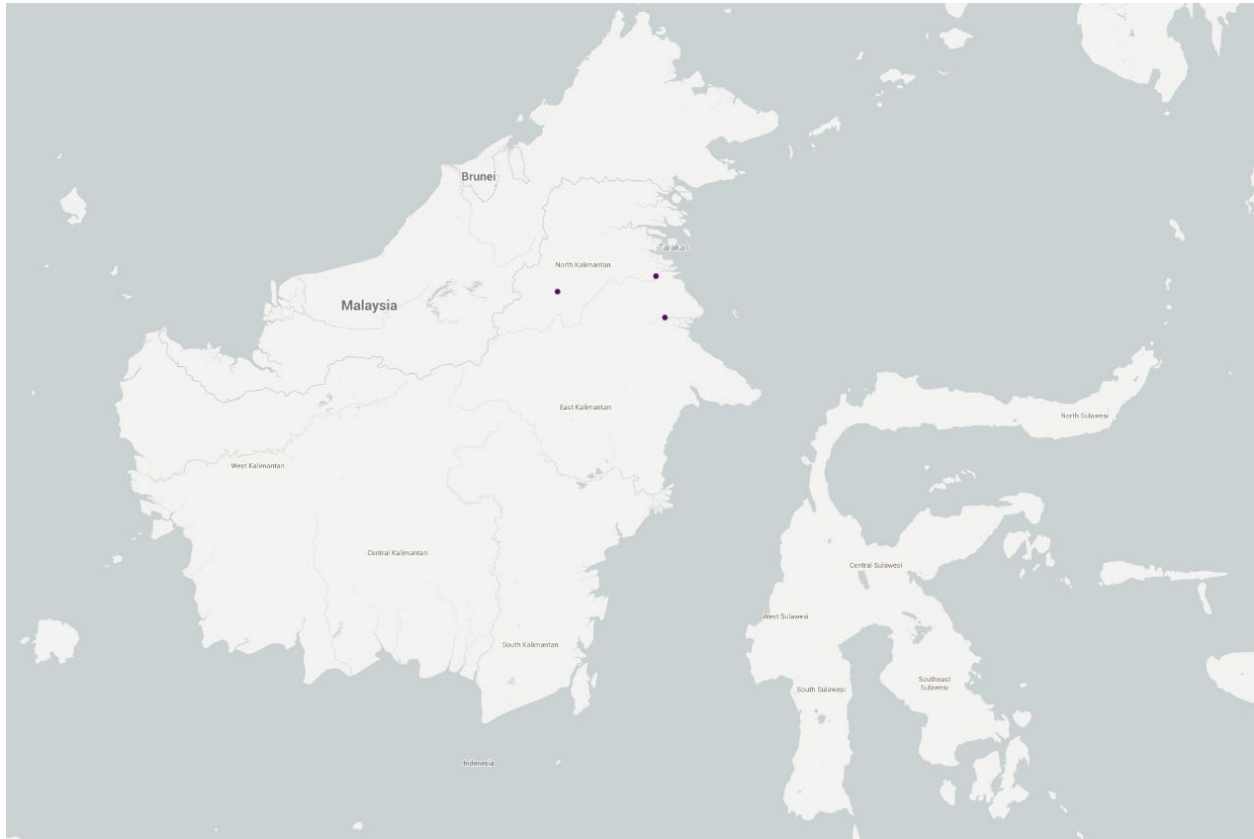 Brunei
Tarakan
North Kalimantan
Malaysia
East Kalimantan
North Sulawesi
West Kalimantan
Central Kalimantan
Central Sulawesi
West Sulawesi
South Kalimantan
Southeast
Sulawesi
South Sulawesi
Indonesia